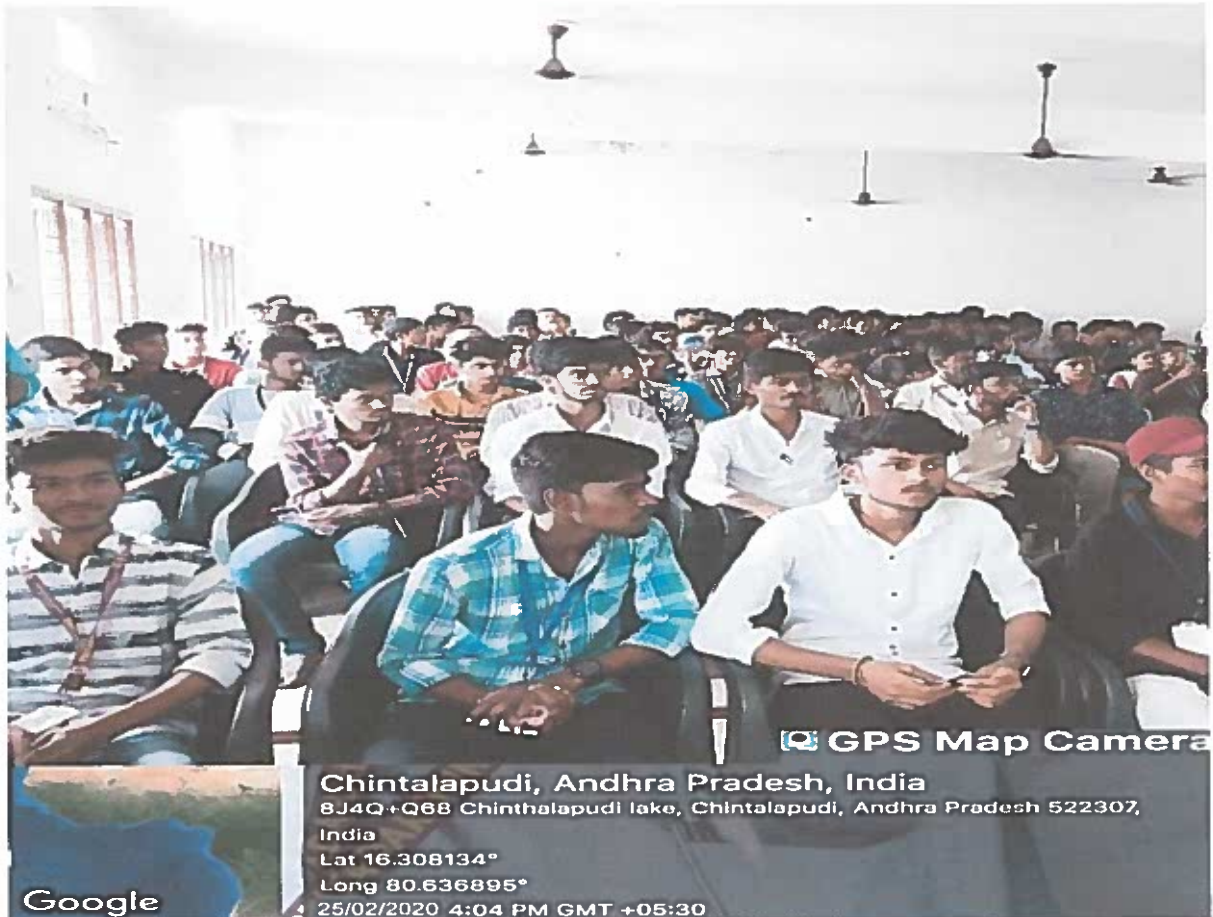 GPS Map Camera
Chintalapudi, Andhra Pradesh, India
8J4Q+Q68 Chinthalapudi lake, Chintalapudi, Andhra Pradesh 522307,
India
Lat 16.308134°
Long 80.636895°
25/02/2020 4:04 PM GMT +05:30
Google